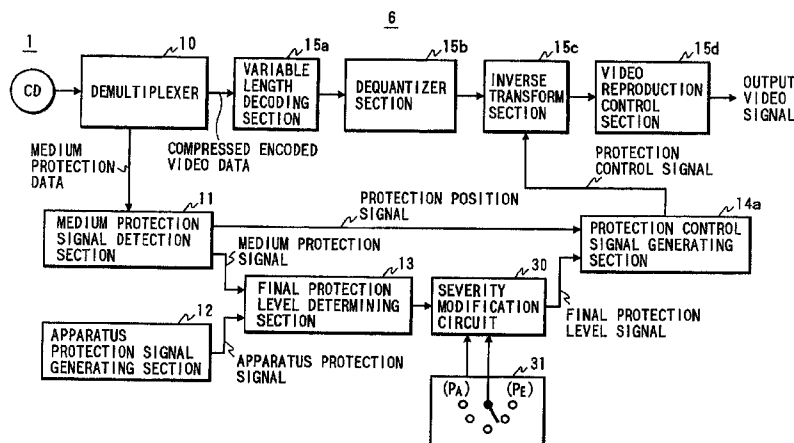 6
1
10
15a
15b
15c
15d
CD
DEMULTIPLEXER
VARIABLE
LENGTH
DECODING
SECTION
DEQUANTIZER
SECTION
INVERSE
TRANSFORM
SECTION
VIDEO
REPRODUCTION
CONTROL
SECTION
OUTPUT
VIDEO
SIGNAL
MEDIUM
PROTECTION
DATA
COMPRESSED ENCODED
VIDEO DATA
PROTECTION
CONTROL SIGNAL
11
MEDIUM PROTECTION
SIGNAL DETECTION
SECTION
PROTECTION POSITION
SIGNAL
14a
PROTECTION CONTROL
SIGNAL GENERATING
SECTION
MEDIUM PROTECTION
SIGNAL
13
FINAL PROTECTION
LEVEL DETERMINING
SECTION
30
SEVERITY
MODIFICATION
CIRCUIT
FINAL PROTECTION
LEVEL SIGNAL
12
APPARATUS
PROTECTION SIGNAL
GENERATING SECTION
APPARATUS PROTECTION
SIGNAL
31
(PA) (PE)